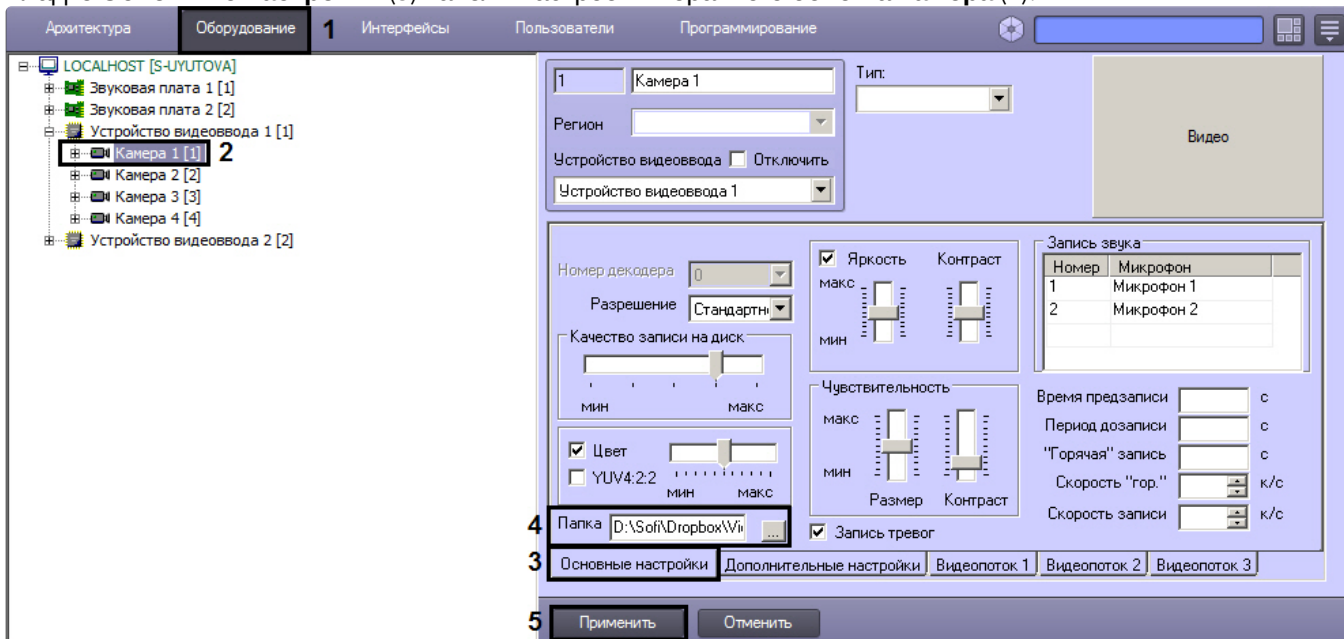 Архитектура Оборудование 1 Интерфейсы Пользователи Программирование
LOCALHOST [S-UYUTOVA]
Звуковая плата 1 [1]
Звуковая плата 2 [2]
Устройство видеоввода 1 [1]
Камера 1 [1] 2
Камера 2 [2]
Камера 3 [3]
Камера 4 [4]
Устройство видеоввода 2 [2]
1 Камера 1
Тип:
Регион
Устройство видеоввода Отключить
Устройство видеоввода 1
Видео
Номер декодера 0
Разрешение Стандартн
Качество записи на диск
мин макс
Цвет
YUV4:2:2
мин макс
4 Папка D:\Sofi\Dropbox\Vi ...
Яркость Контраст
макс
мин
Чувствительность
макс
мин
Размер Контраст
Запись тревог
Запись звука
Номер Микрофон
1 Микрофон 1
2 Микрофон 2
Время предзаписи с
Период дозаписи с
"Горячая" запись с
Скорость "гор." к/с
Скорость записи к/с
3 Основные настройки Дополнительные настройки Видеопоток 1 Видеопоток 2 Видеопоток 3
5 Применить Отменить